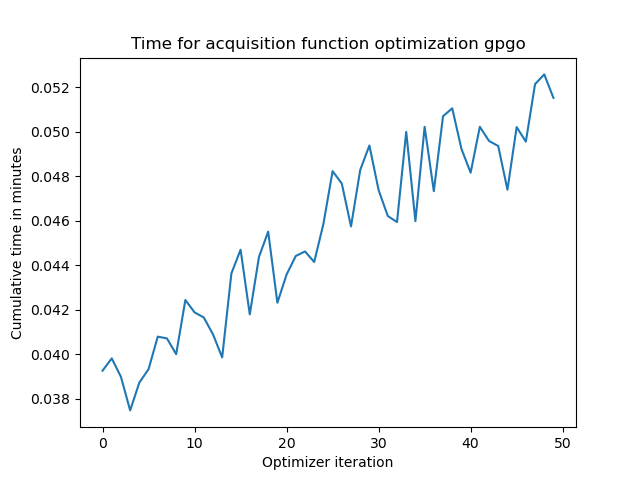 Time for acquisition function optimization gpgo
Cumulative time in minutes
0.052
0.050
0.048
0.046
0.044
0.042
0.040
0.038
0 10 20 30 40 50
Optimizer iteration